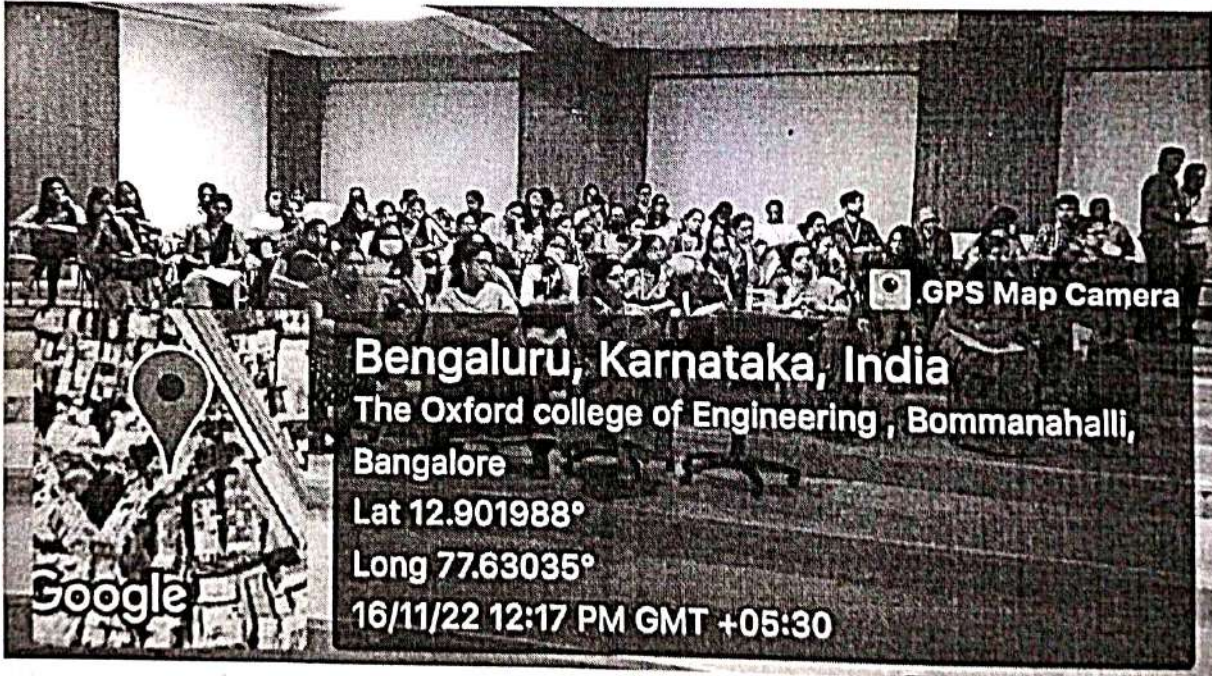 GPS Map Camera
Bengaluru, Karnataka, India
The Oxford college of Engineering , Bommanahalli,
Bangalore
Lat 12.901988°
Long 77.63035°
16/11/22 12:17 PM GMT +05:30
Google